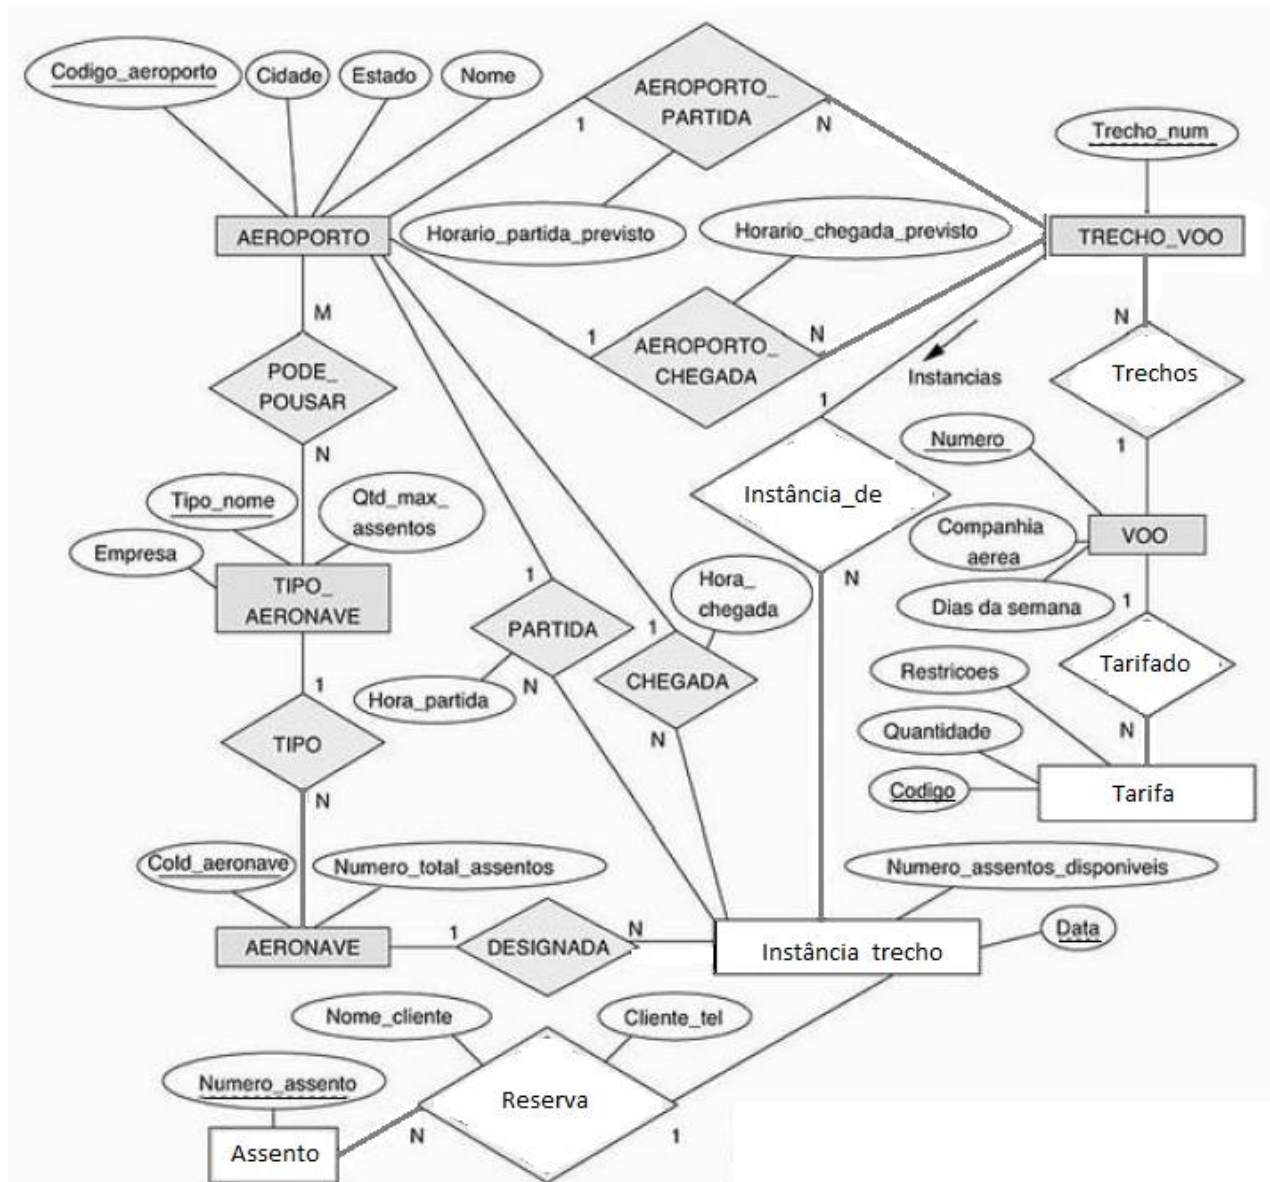 Codigo_aeroporto
Cidade
Estado
Nome
AEROPORTO_
PARTIDA
1
N
Trecho_num
AEROPORTO
Horario_partida_previsto
Horario_chegada_previsto
TRECHO_VOO
M
1
N
AEROPORTO_
CHEGADA
N
Instancias
Trechos
PODE_
POUSAR
1
N
1
Numero
Tipo_nome
Qtd_max_
assentos
Instância_de
Companhia
aerea
VOO
Empresa
TIPO_
AERONAVE
1
Hora_
chegada
N
Dias da semana
1
PARTIDA
1
Tarifado
1
Hora_partida
N
CHEGADA
Restricoes
TIPO
N
Quantidade
N
N
Codigo
Tarifa
Cold_aeronave
Numero_total_assentos
Numero_assentos_disponiveis
AERONAVE
1
DESIGNADA
N
Instância trecho
Data
Nome_cliente
Cliente_tel
Numero_assento
Reserva
Assento
N
1